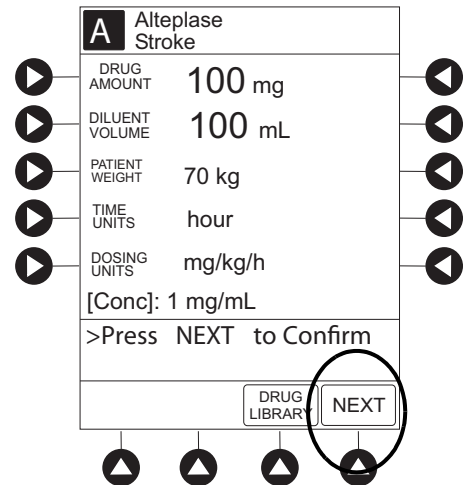 A Alteplase
Stroke
DRUG
AMOUNT 100 mg
DILUENT
VOLUME 100 mL
PATIENT
WEIGHT 70 kg
TIME
UNITS hour
DOSING
UNITS mg/kg/h
[Conc]: 1 mg/mL
>Press NEXT to Confirm
DRUG
LIBRARY NEXT